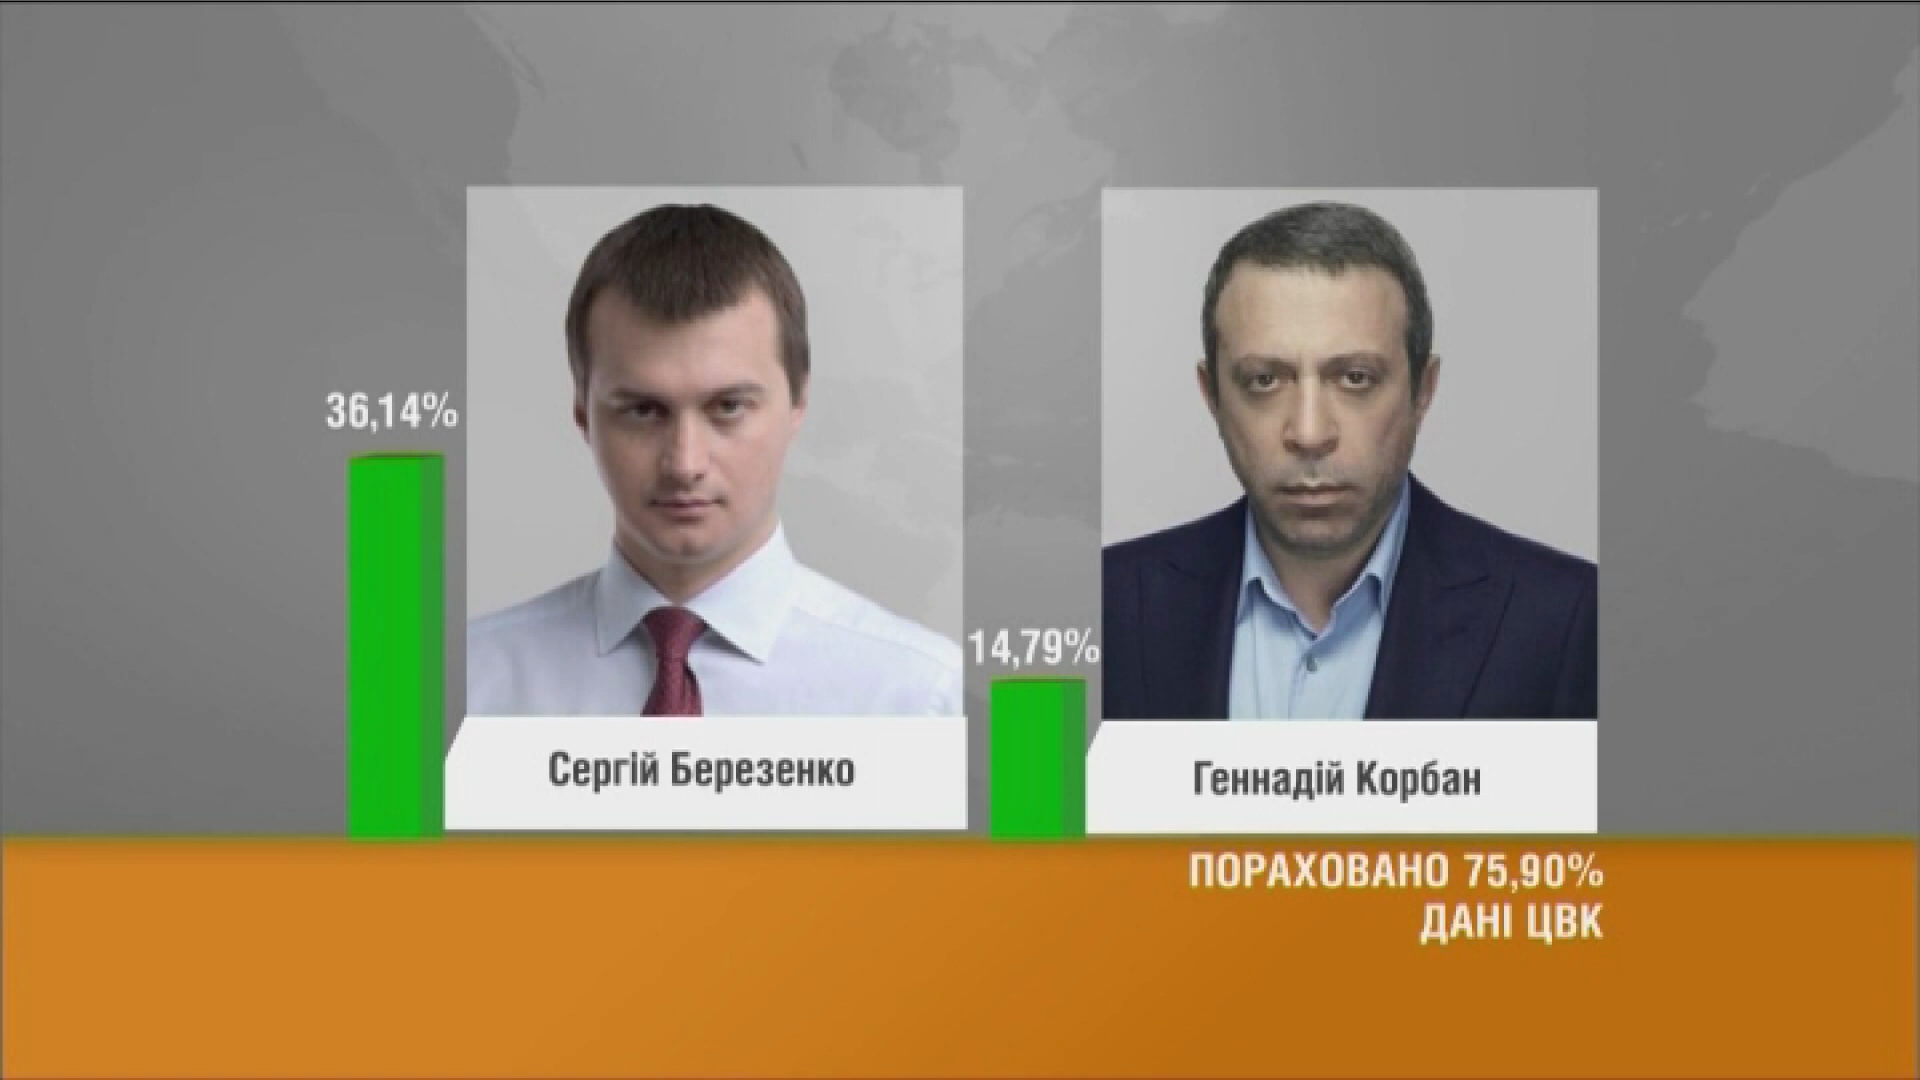 36,14%
Сергій Березенко
14,79%
Геннадій Корбан
ПОРАХОВАНО 75,90%
ДАНІ ЦВК